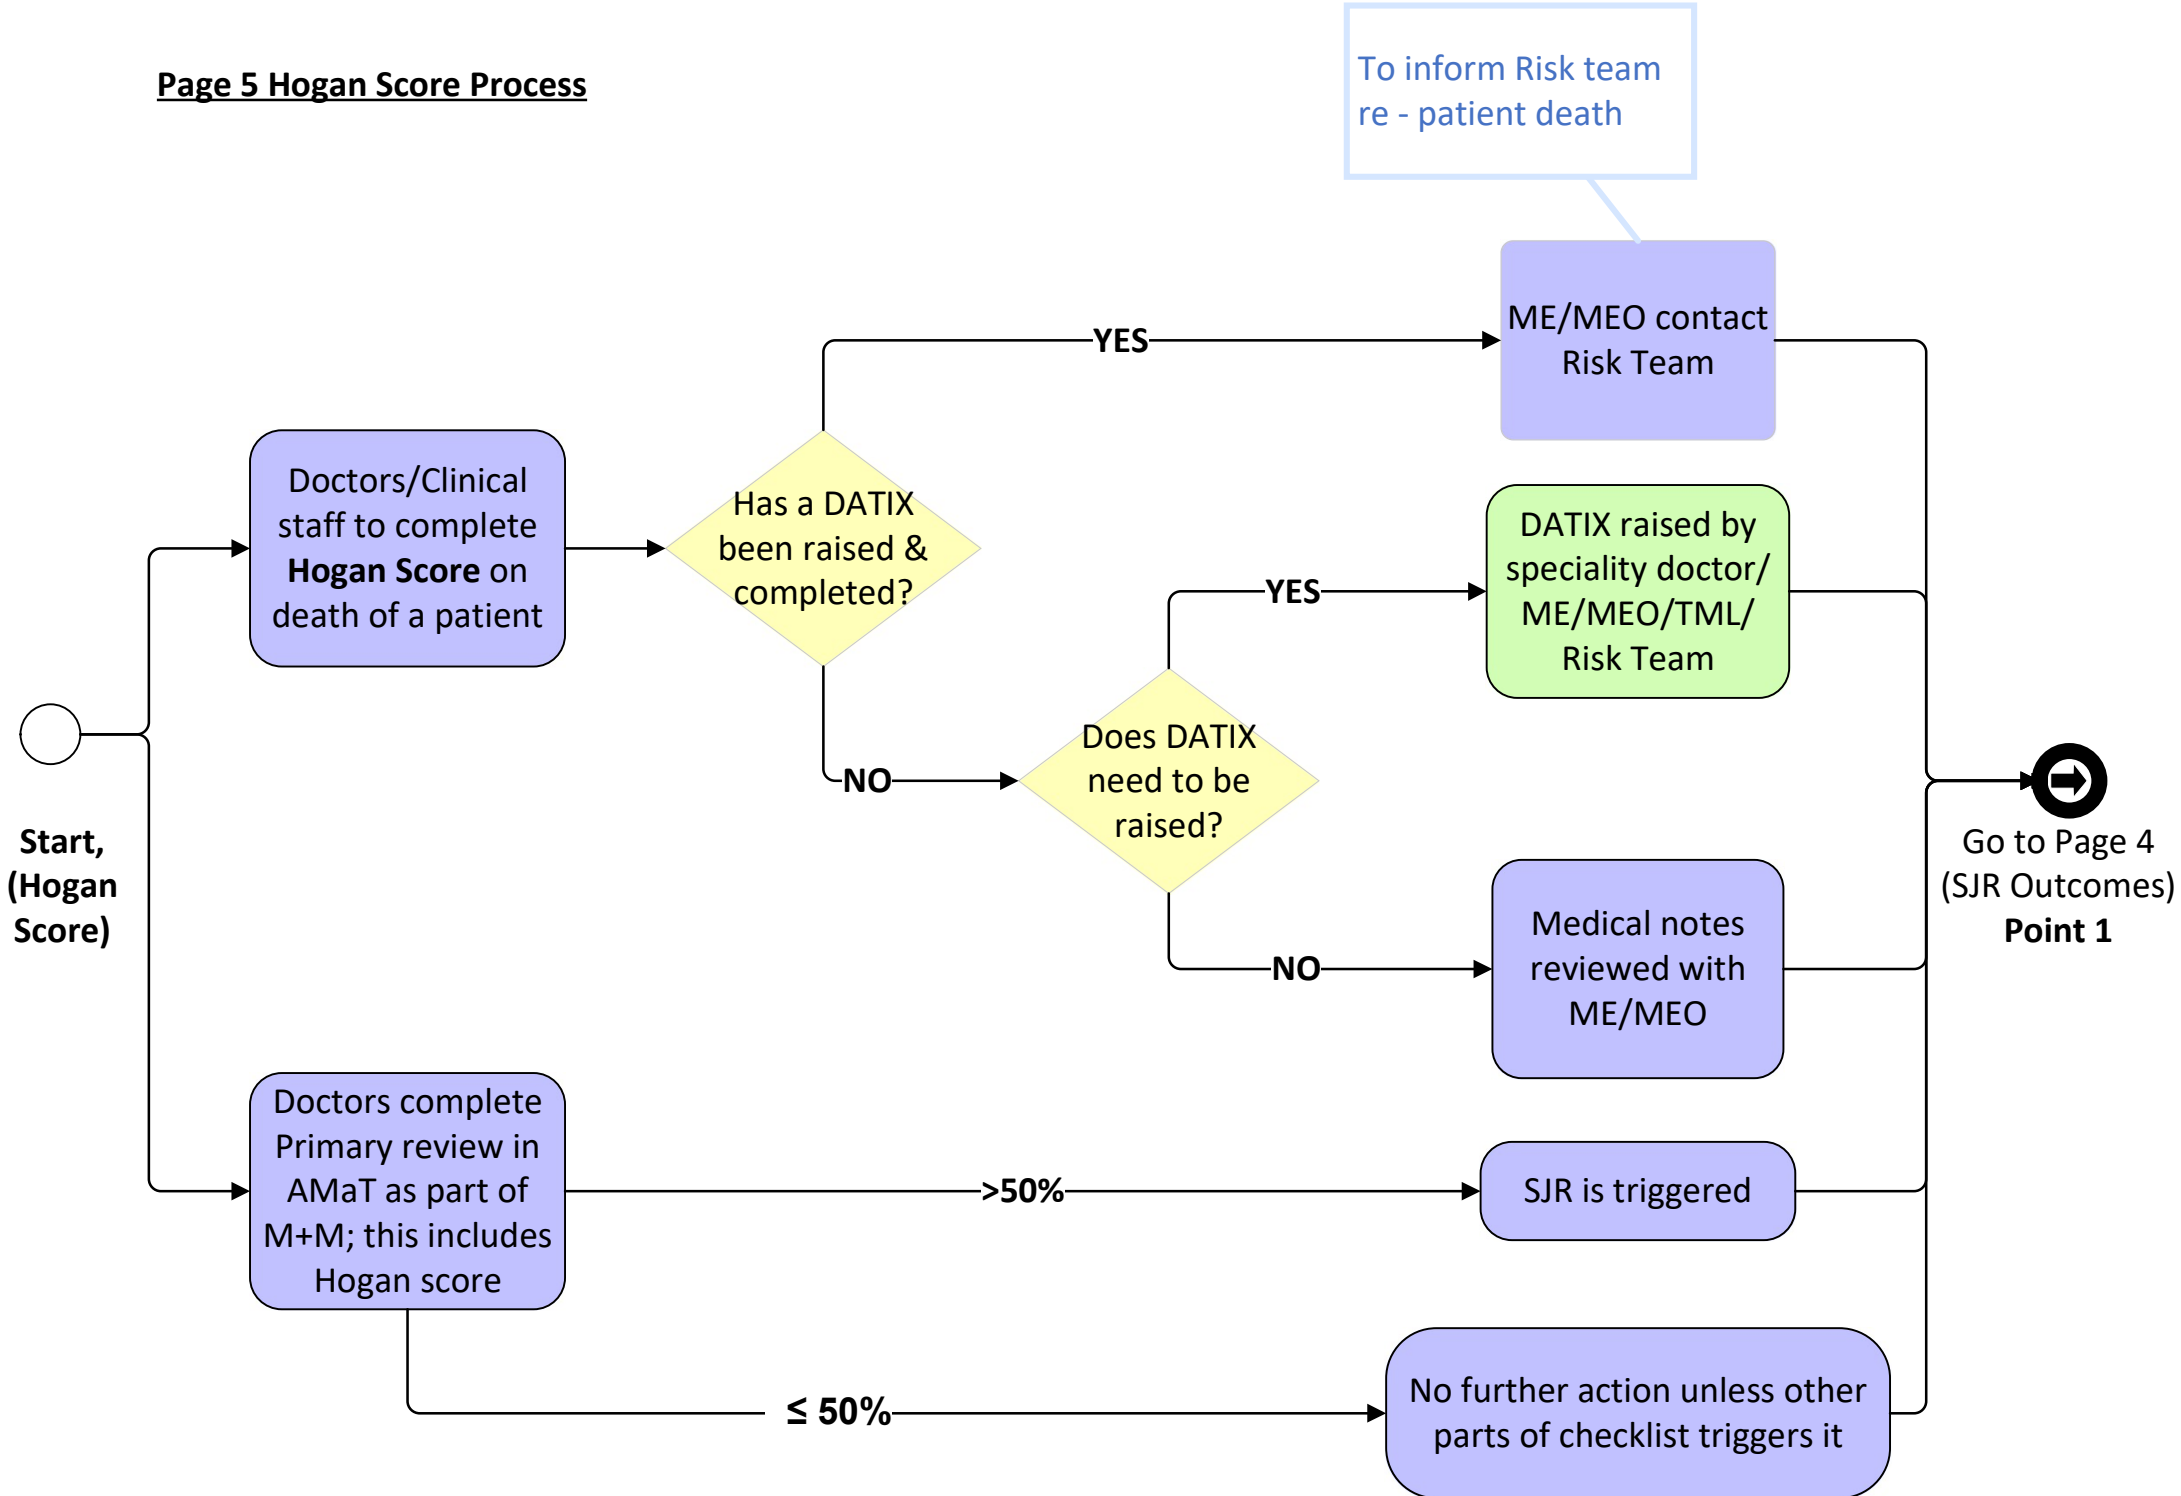 Page 5 Hogan Score Process
To inform Risk team
re - patient death
ME/MEO contact
Risk Team
YES
Doctors/Clinical
staff to complete
Hogan Score on
death of a patient
Has a DATIX
been raised &
completed?
DATIX raised by
speciality doctor/
ME/MEO/TML/
Risk Team
YES
Does DATIX
need to be
raised?
NO
Start,
(Hogan
Score)
Go to Page 4
(SJR Outcomes)
Point 1
Medical notes
reviewed with
ME/MEO
NO
Doctors complete
Primary review in
AMaT as part of
M+M; this includes
Hogan score
>50%
SJR is triggered
≤ 50%
No further action unless other
parts of checklist triggers it